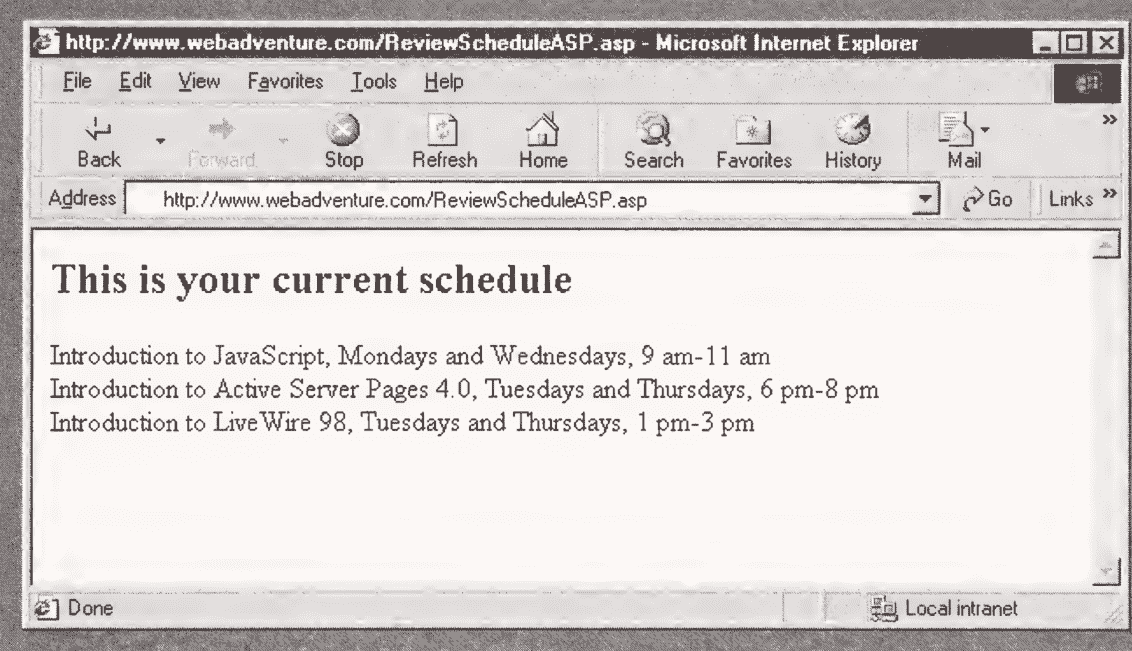 http://www.webadventure.com/ReviewScheduleASP.asp - Microsoft Internet Explorer
File Edit View Favorites Tools Help
»
Back Forward Stop Refresh Home Search Favorites History Mail
Address http://www.webadventure.com/ReviewScheduleASP.asp Go Links »
This is your current schedule
Introduction to JavaScript, Mondays and Wednesdays, 9 am-11 am
Introduction to Active Server Pages 4.0, Tuesdays and Thursdays, 6 pm-8 pm
Introduction to LiveWire 98, Tuesdays and Thursdays, 1 pm-3 pm
Done Local intranet